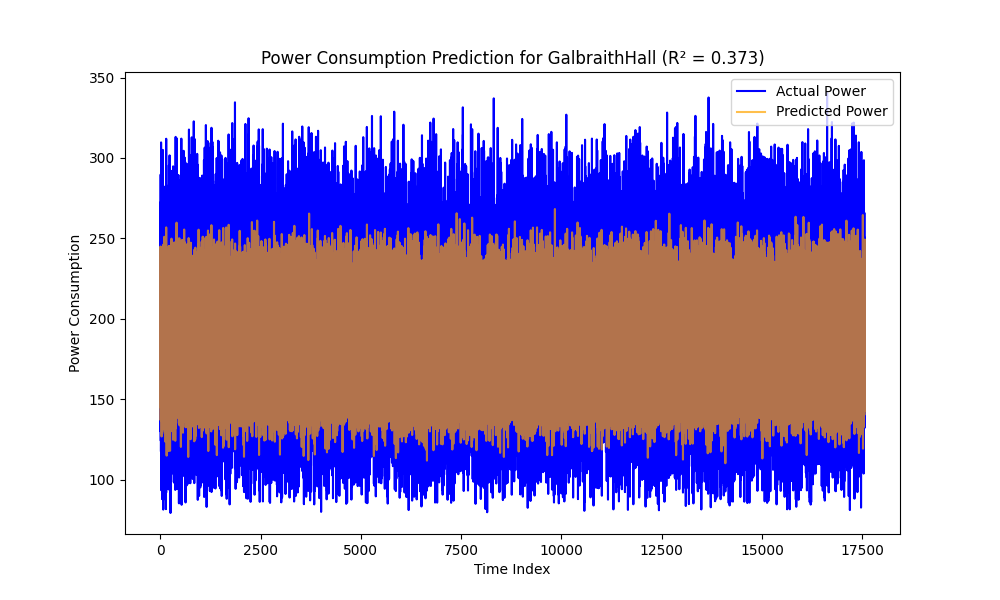 Power Consumption Prediction for GalbraithHall (R² = 0.373)
Actual Power
Predicted Power
Power Consumption
350
300
250
200
150
100
0
2500
5000
7500
10000
12500
15000
17500
Time Index